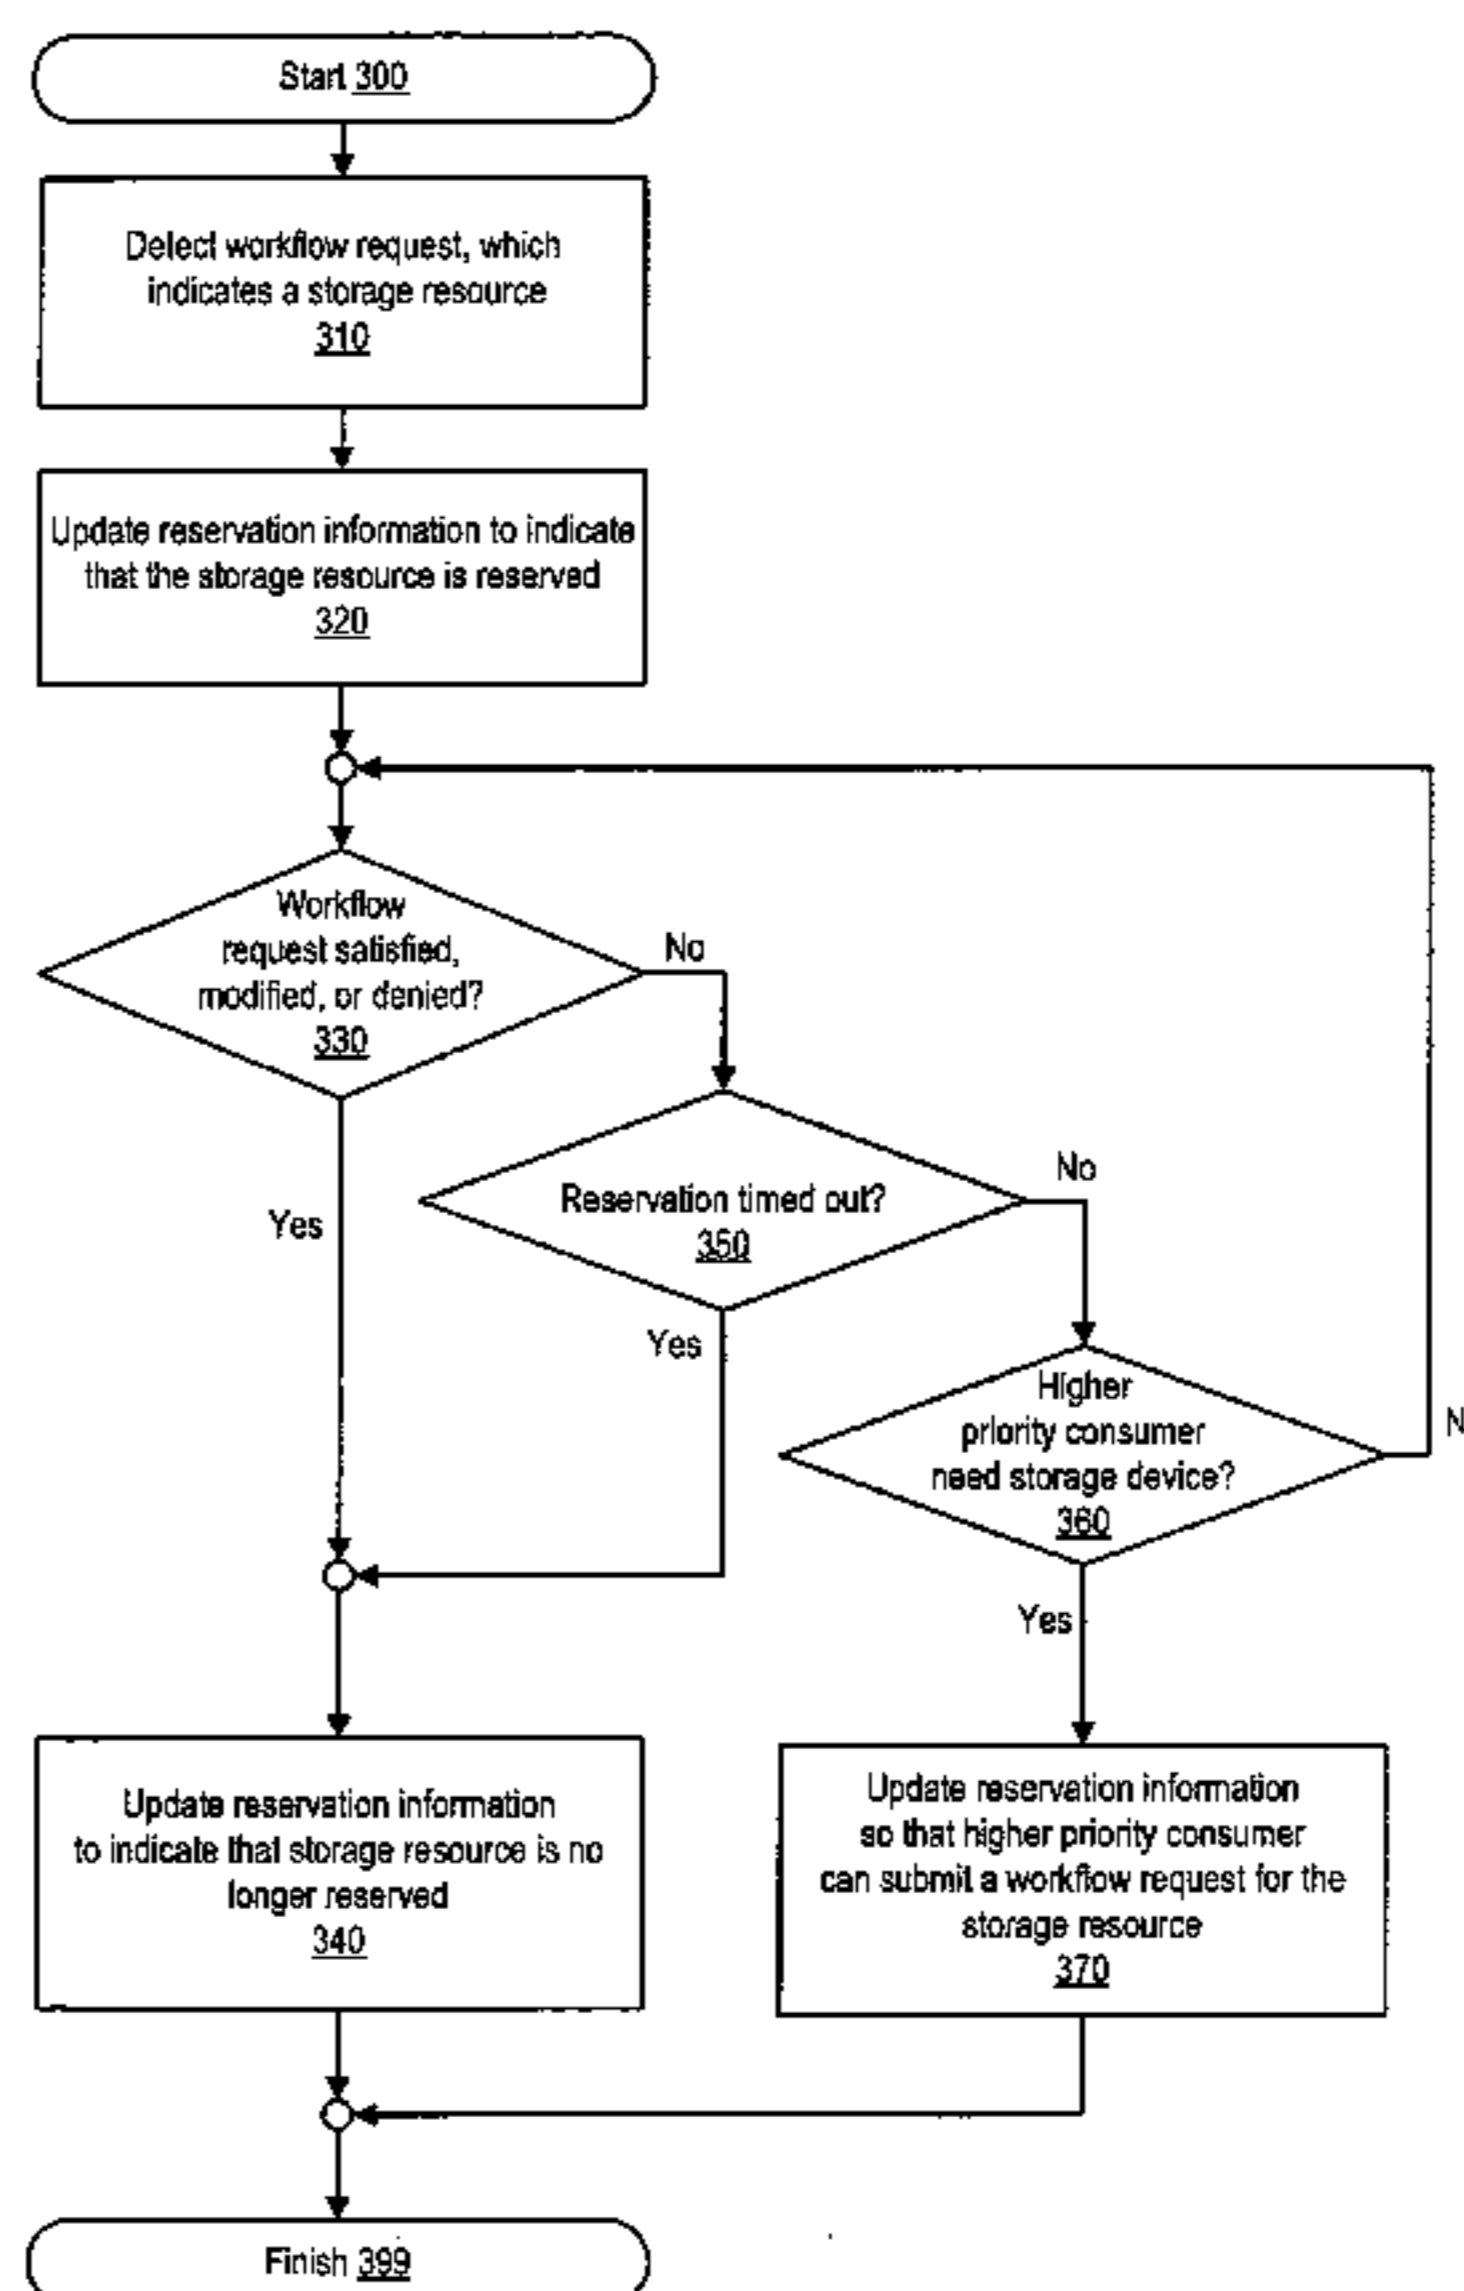 Start 300
Detect workflow request, which
indicates a storage resource
310
Update reservation information to indicate
that the storage resource is reserved
320
Workflow
request satisfied,
modified, or denied?
330
No
Yes
Reservation timed out?
350
No
Yes
Higher
priority consumer
need storage device?
360
N
Yes
Update reservation information
to indicate that storage resource is no
longer reserved
340
Update reservation information
so that higher priority consumer
can submit a workflow request for the
storage resource
370
Finish 399